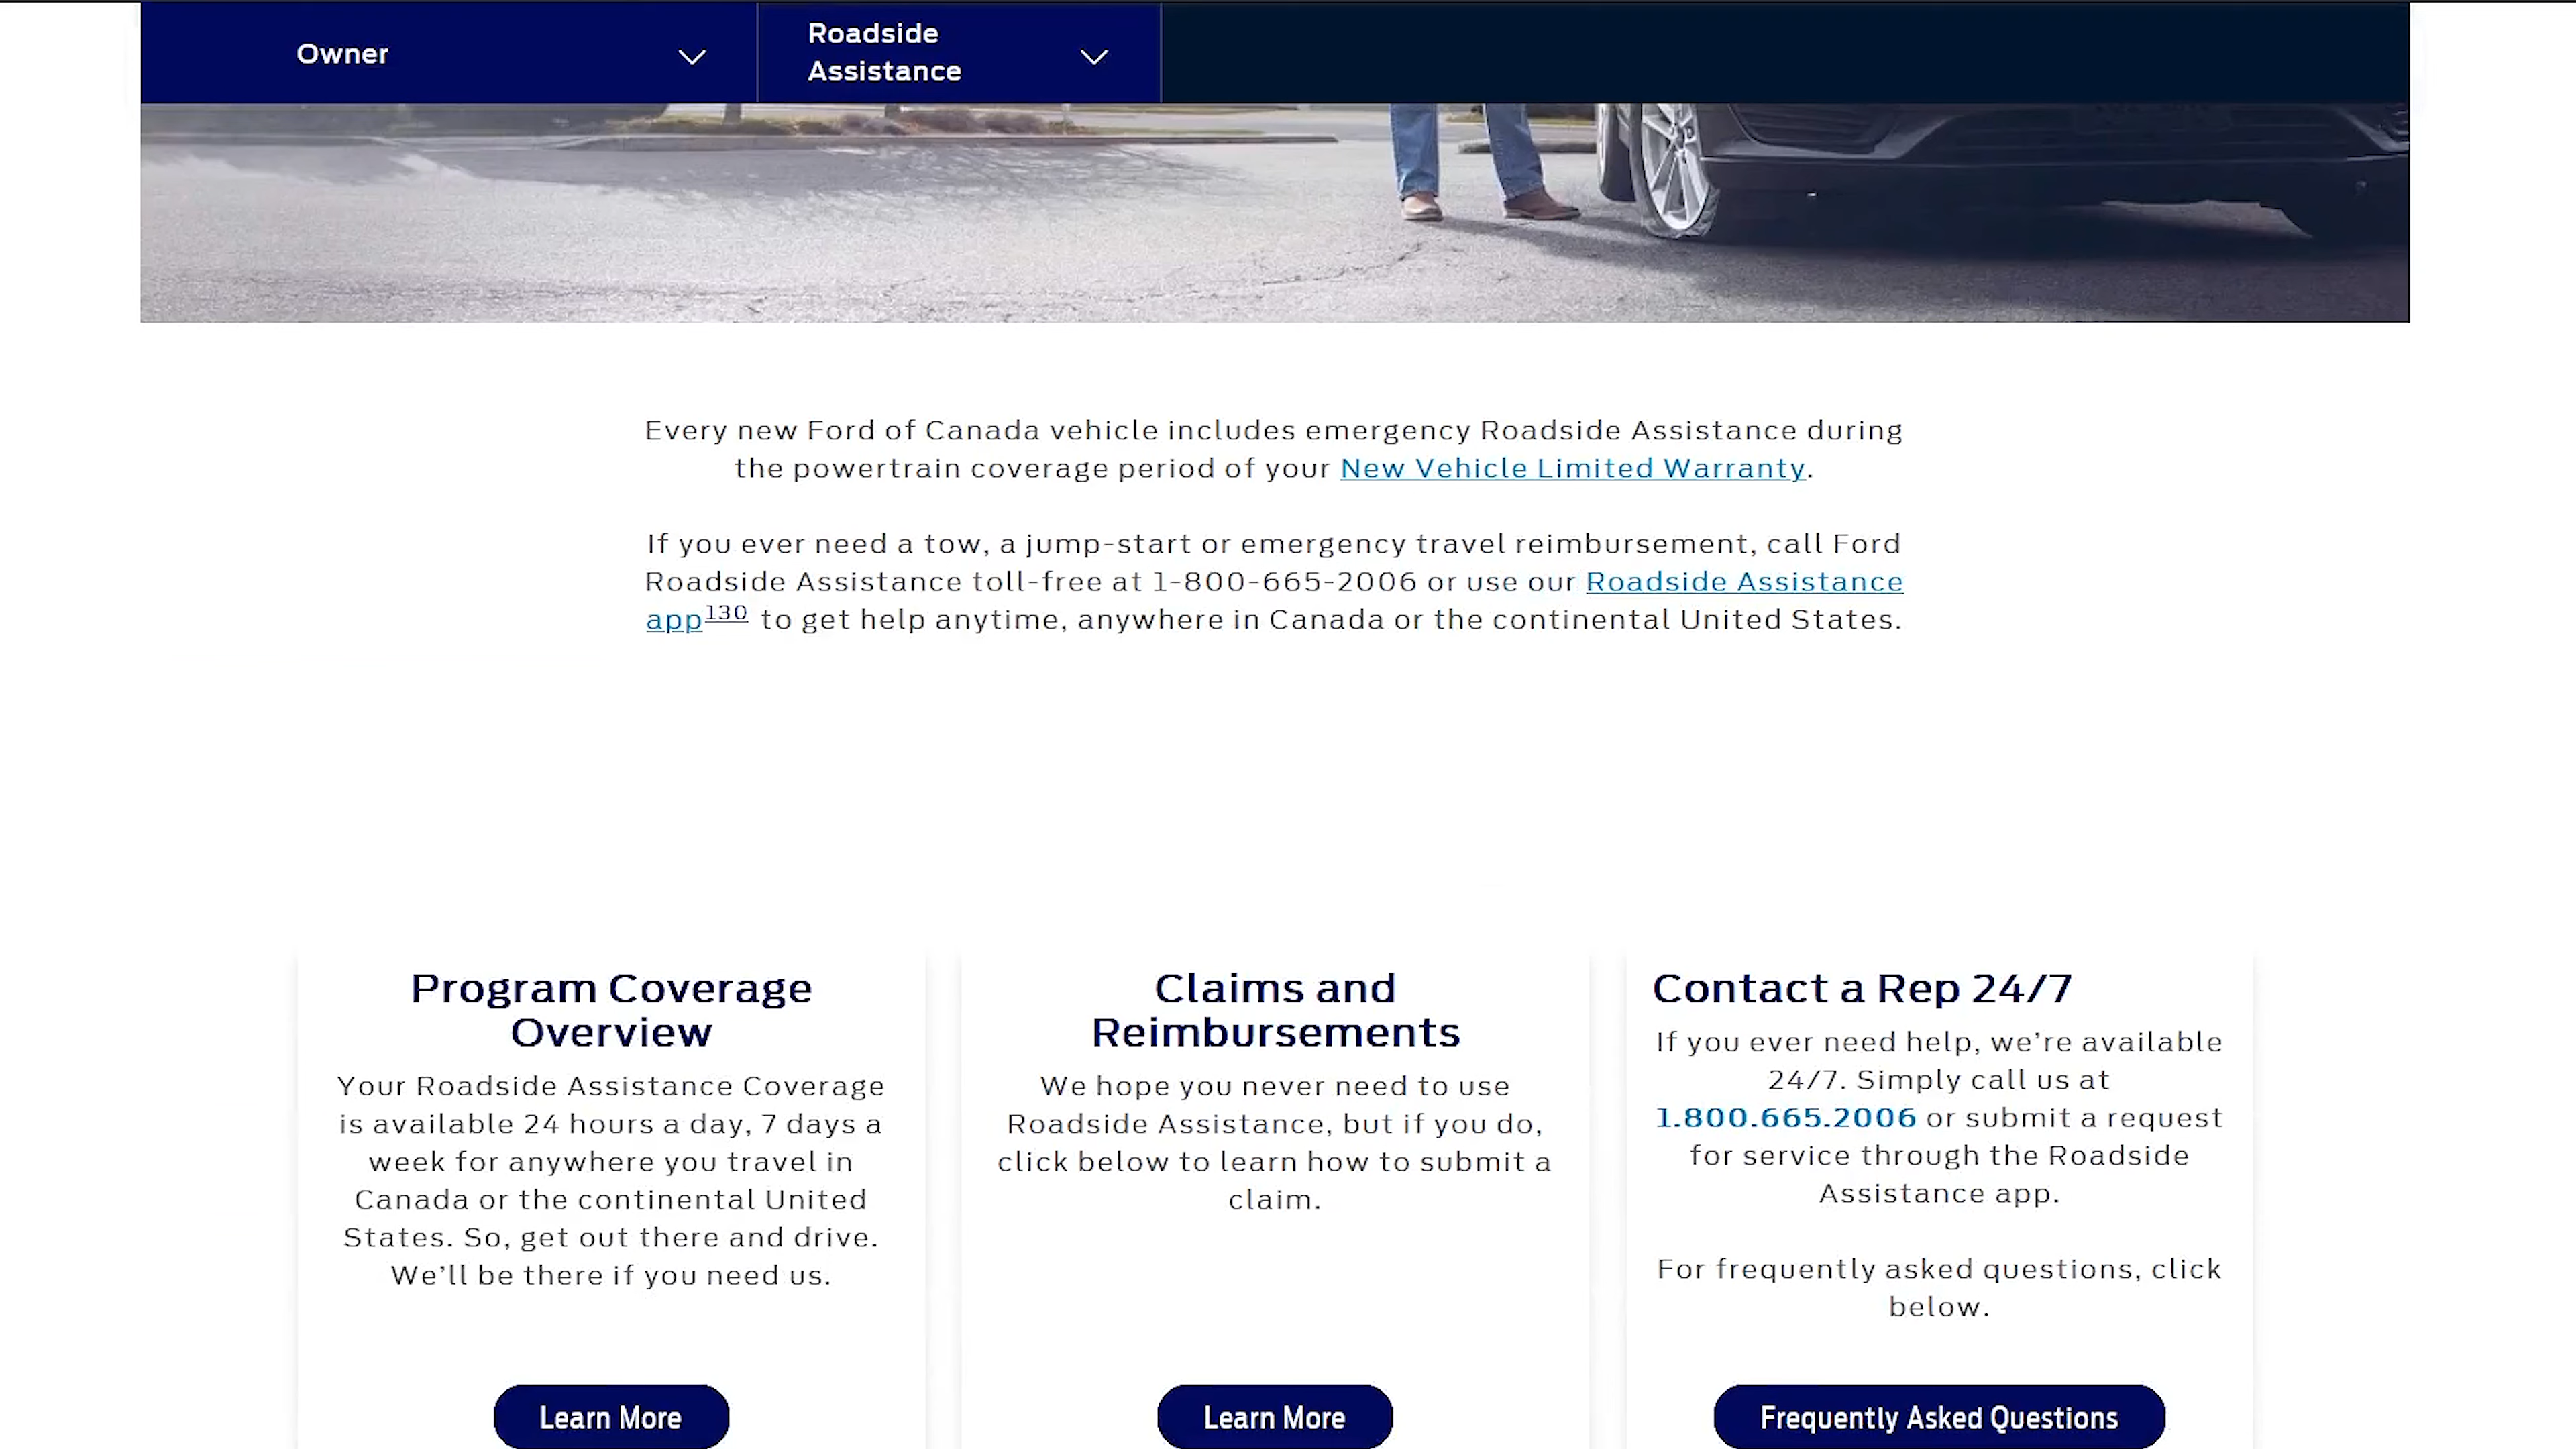 Owner
Roadside
Assistance
Every new Ford of Canada vehicle includes emergency Roadside Assistance during
the powertrain coverage period of your New Vehicle Limited Warranty.
If you ever need a tow, a jump-start or emergency travel reimbursement, call Ford
Roadside Assistance toll-free at 1-800-665-2006 or use our Roadside Assistance
app130 to get help anytime, anywhere in Canada or the continental United States.
Program Coverage
Overview
Your Roadside Assistance Coverage
is available 24 hours a day, 7 days a
week for anywhere you travel in
Canada or the continental United
States. So, get out there and drive.
We’ll be there if you need us.
Learn More
Claims and
Reimbursements
We hope you never need to use
Roadside Assistance, but if you do,
click below to learn how to submit a
claim.
Learn More
Contact a Rep 24/7
If you ever need help, we’re available
24/7. Simply call us at
1.800.665.2006 or submit a request
for service through the Roadside
Assistance app.
For frequently asked questions, click
below.
Frequently Asked Questions